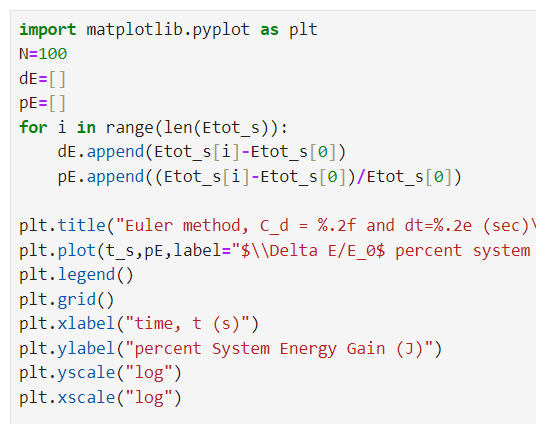 import matplotlib.pyplot as plt
N=100
dE=[]
pE=[]
for i in range(len(Etot_s)):
    dE.append(Etot_s[i]-Etot_s[0])
    pE.append((Etot_s[i]-Etot_s[0])/Etot_s[0])
plt.title("Euler method, C_d = %.2f and dt=%.2e (sec)\
plt.plot(t_s,pE,label="$\\Delta E/E_0$ percent system
plt.legend()
plt.grid()
plt.xlabel("time, t (s)")
plt.ylabel("percent System Energy Gain (J)")
plt.yscale("log")
plt.xscale("log")